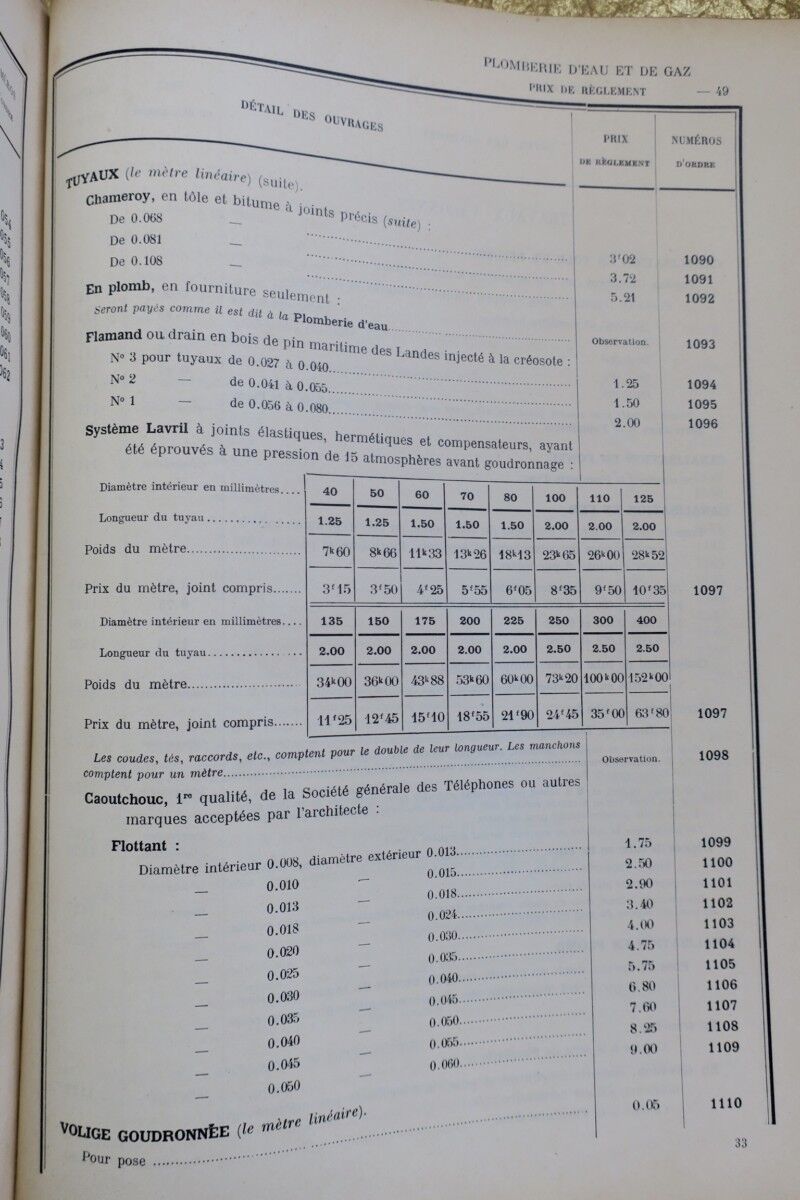 PLOMBERIE D'EAU ET DE GAZ
PRIX DE RÈGLEMENT — 49
DÉTAIL DES OUVRAGES
PRIX DE RÈGLEMENT
NUMÉROS D'ORDRE
TUYAUX (le mètre linéaire) (suite).
Chameroy, en tôle et bitume à joints précis (suite) :
De 0.068 — 3f02 1090
De 0.081 — 3.72 1091
De 0.108 — 5.21 1092
En plomb, en fourniture seulement :
Seront payés comme il est dit à la Plomberie d'eau Observation. 1093
Flamand ou drain en bois de pin maritime des Landes injecté à la créosote :
No 3 pour tuyaux de 0.027 à 0.040 1.25 1094
No 2 — de 0.041 à 0.055 1.50 1095
No 1 — de 0.056 à 0.080 2.00 1096
Système Lavril à joints élastiques, hermétiques et compensateurs, ayant
été éprouvés à une pression de 15 atmosphères avant goudronnage :
Diamètre intérieur en millimètres.... 40 50 60 70 80 100 110 125
Longueur du tuyau 1.25 1.25 1.50 1.50 1.50 2.00 2.00 2.00
Poids du mètre 7k60 8k66 11k33 13k26 18k13 23k65 26k00 28k52
Prix du mètre, joint compris 3f15 3f50 4f25 5f55 6f05 8f35 9f50 10f35 1097
Diamètre intérieur en millimètres.... 135 150 175 200 225 250 300 400
Longueur du tuyau 2.00 2.00 2.00 2.00 2.00 2.50 2.50 2.50
Poids du mètre 34k00 36k00 43k88 53k60 60k00 73k20 100k00 152k00
Prix du mètre, joint compris 11f25 12f45 15f10 18f55 21f90 24f45 35f00 63f80 1097
Les coudes, tés, raccords, etc., comptent pour le double de leur longueur. Les manchons
comptent pour un mètre Observation. 1098
Caoutchouc, 1re qualité, de la Société générale des Téléphones ou autres
marques acceptées par l'architecte :
Flottant :
Diamètre intérieur 0.008, diamètre extérieur 0.013 1.75 1099
— 0.010 — 0.015 2.50 1100
— 0.013 — 0.018 2.90 1101
— 0.018 — 0.024 3.40 1102
— 0.020 — 0.030 4.00 1103
— 0.025 — 0.035 4.75 1104
— 0.030 — 0.040 5.75 1105
— 0.035 — 0.045 6.80 1106
— 0.040 — 0.050 7.60 1107
— 0.045 — 0.055 8.25 1108
— 0.050 — 0.060 9.00 1109
VOLIGE GOUDRONNÉE (le mètre linéaire).
Pour pose 0.05 1110
33